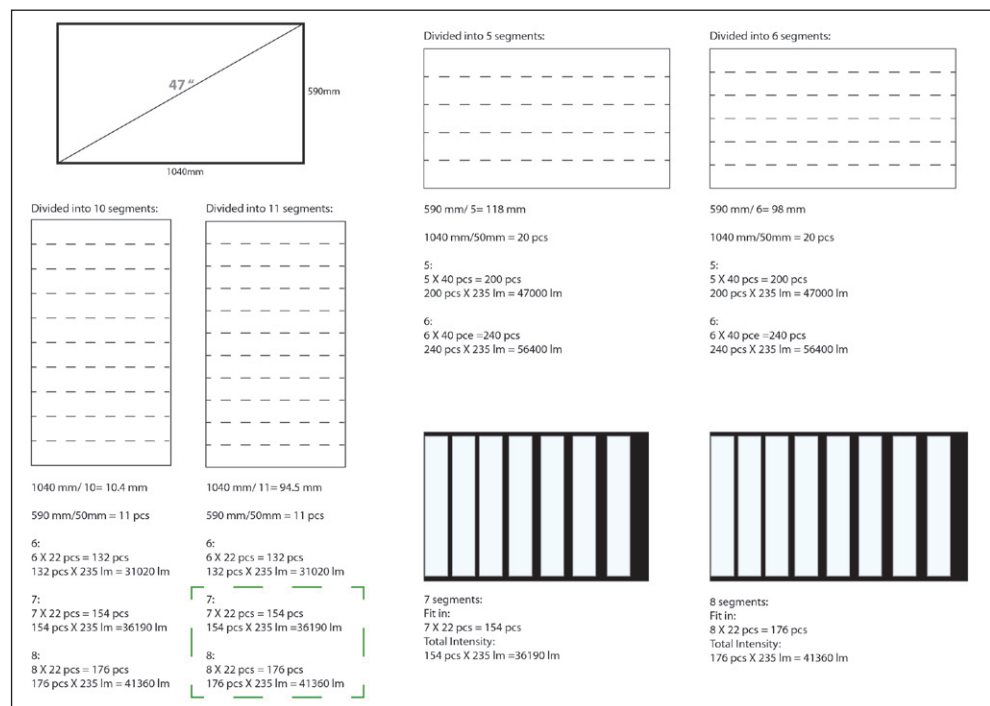 47 “
590mm
1040mm
Divided into 5 segments:
590 mm/ 5= 118 mm
1040 mm/50mm = 20 pcs
5:
5 X 40 pcs = 200 pcs
200 pcs X 235 lm = 47000 lm
6:
6 X 40 pce =240 pcs
240 pcs X 235 lm = 56400 lm
Divided into 6 segments:
590 mm/ 6= 98 mm
1040 mm/50mm = 20 pcs
5:
5 X 40 pcs = 200 pcs
200 pcs X 235 lm = 47000 lm
6:
6 X 40 pce =240 pcs
240 pcs X 235 lm = 56400 lm
Divided into 10 segments:
1040 mm/ 10= 10.4 mm
590 mm/50mm = 11 pcs
6:
6 X 22 pcs = 132 pcs
132 pcs X 235 lm = 31020 lm
7:
7 X 22 pcs = 154 pcs
154 pcs X 235 lm =36190 lm
8:
8 X 22 pcs = 176 pcs
176 pcs X 235 lm = 41360 lm
Divided into 11 segments:
1040 mm/ 11= 94.5 mm
590 mm/50mm = 11 pcs
6:
6 X 22 pcs = 132 pcs
132 pcs X 235 lm = 31020 lm
7:
7 X 22 pcs = 154 pcs
154 pcs X 235 lm =36190 lm
8:
8 X 22 pcs = 176 pcs
176 pcs X 235 lm = 41360 lm
7 segments:
Fit in:
7 X 22 pcs = 154 pcs
Total Intensity:
154 pcs X 235 lm =36190 lm
8 segments:
Fit in:
8 X 22 pcs = 176 pcs
Total Intensity:
176 pcs X 235 lm = 41360 lm